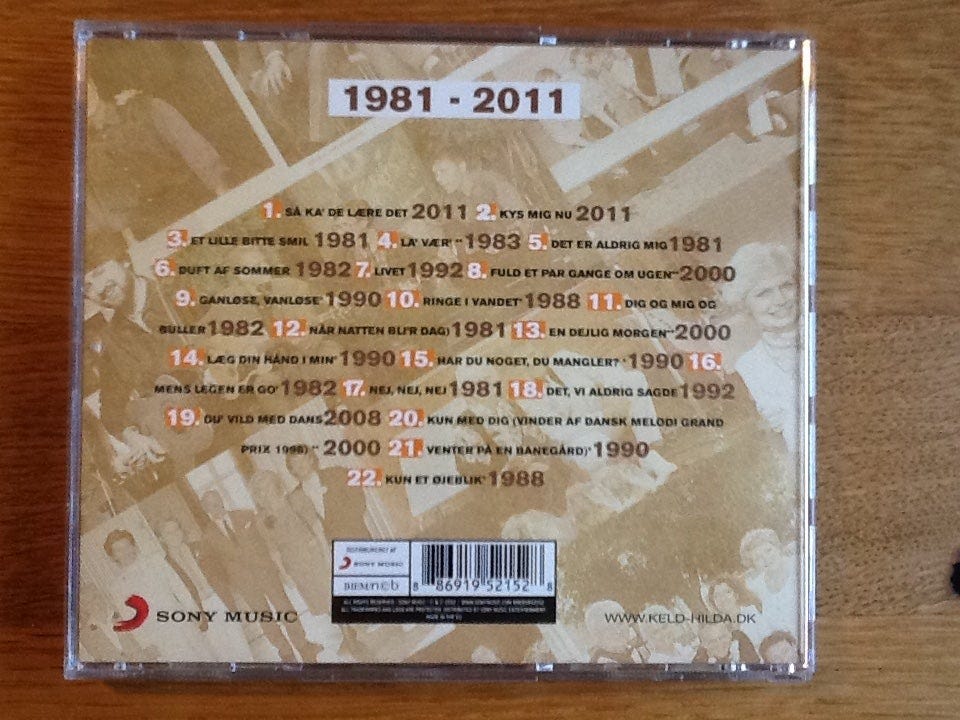 1981 - 2011
1. SÅ KA' DE LÆRE DET 2011 2. KYS MIG NU 2011
3. ET LILLE BITTE SMIL 1981 4. LA' VÆR' 1983 5. DET ER ALDRIG MIG 1981
6. DUFT AF SOMMER 1982 7. LIVET 1992 8. FULD ET PAR GANGE OM UGEN 2000
9. GANLØSE, VANLØSE 1990 10. RINGE I VANDET 1988 11. DIG OG MIG OG
BULLER 1982 12. NÅR NATTEN BLI'R DAG) 1981 13. EN DEJLIG MORGEN 2000
14. LÆG DIN HÅND I MIN 1990 15. HAR DU NOGET, DU MANGLER? 1990 16.
MENS LEGEN ER GO' 1982 17. NEJ, NEJ, NEJ 1981 18. DET, VI ALDRIG SAGDE 1992
19. DU' VILD MED DANS 2008 20. KUN MED DIG (VINDER AF DANSK MELODI GRAND
PRIX 1998) 2000 21. VENTER PÅ EN BANEGÅRD) 1990
22. KUN ET ØJEBLIK 1988
DISTRIBUERET AF
SONY MUSIC
BIEM/n©b
8 86919 52152 8
SONY MUSIC
WWW.KELD-HILDA.DK